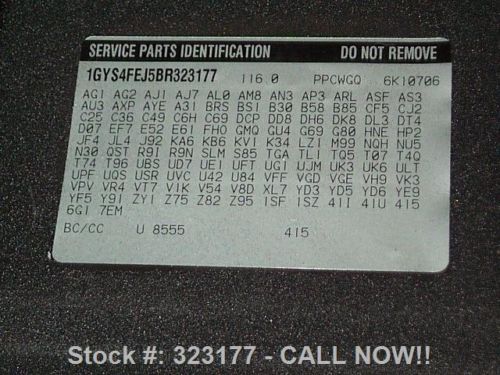 SERVICE PARTS IDENTIFICATION DO NOT REMOVE
1GYS4FEJ5BR323177 116.0 PPCWGQ 6K10706
AG1 AG2 AJ1 AJ7 AL0 AM8 AN3 AP3 ARL ASF AS3
AU3 AXP AYE A31 BRS BS1 B30 B58 B85 CF5 CJ2
C25 C36 C49 C6H C69 DCP DD8 DH6 DK8 DL3 DT4
D07 EF7 E52 E61 FHO GMQ GU4 G69 G80 HNE HP2
JF4 JL4 J92 KA6 KB6 KV1 K34 LZ1 M99 NQH NU5
N30 QST R9I R9N SLM S85 TGA TL1 TQ5 T07 T4Q
T74 T96 UBS UD7 UE1 UFT UG1 UJM UK3 UK6 ULT
UPF UQS USR UVC U42 U84 VFF VGD VGE VH9 VK3
VPV VR4 VT7 V1K V54 V8D XL7 YD3 YD5 YD6 YE9
YF5 Y91 ZY1 Z75 Z82 Z95 1SF 1SZ 41I 41U 415
6GI 7EM
BC/CC U 8555 415
Stock #: 323177 - CALL NOW!!